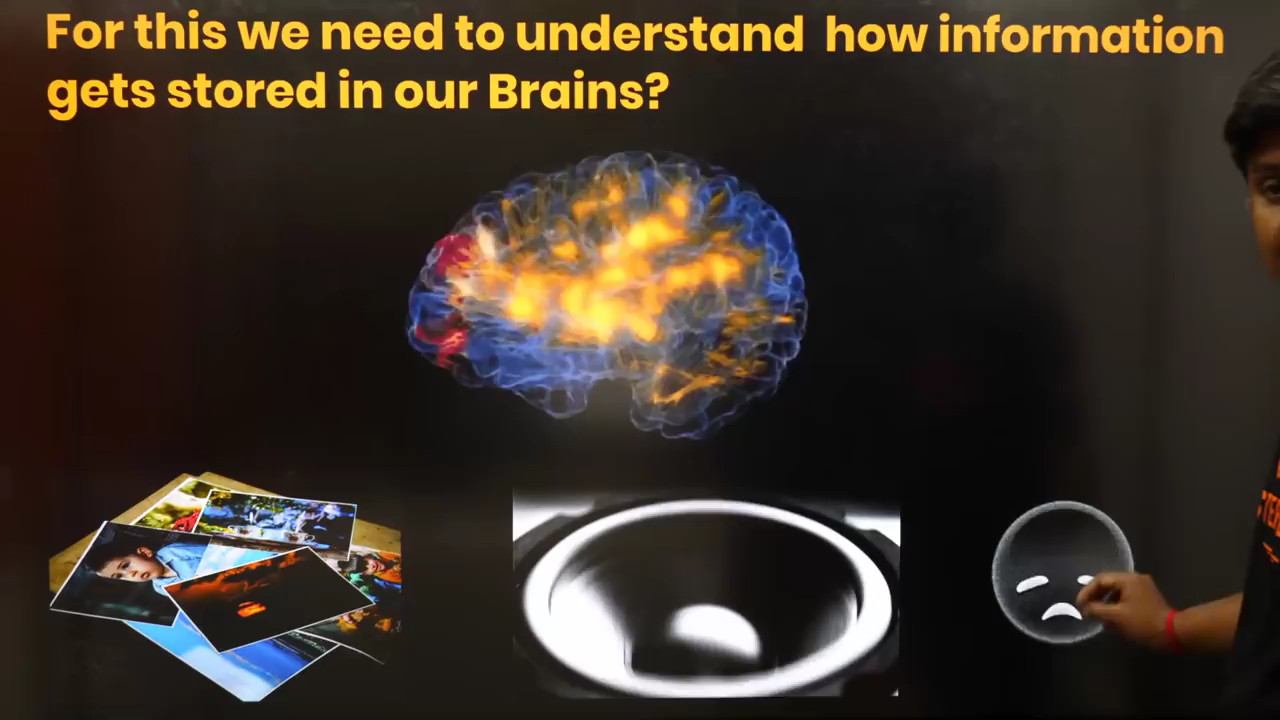 For this we need to understand how information
gets stored in our Brains?